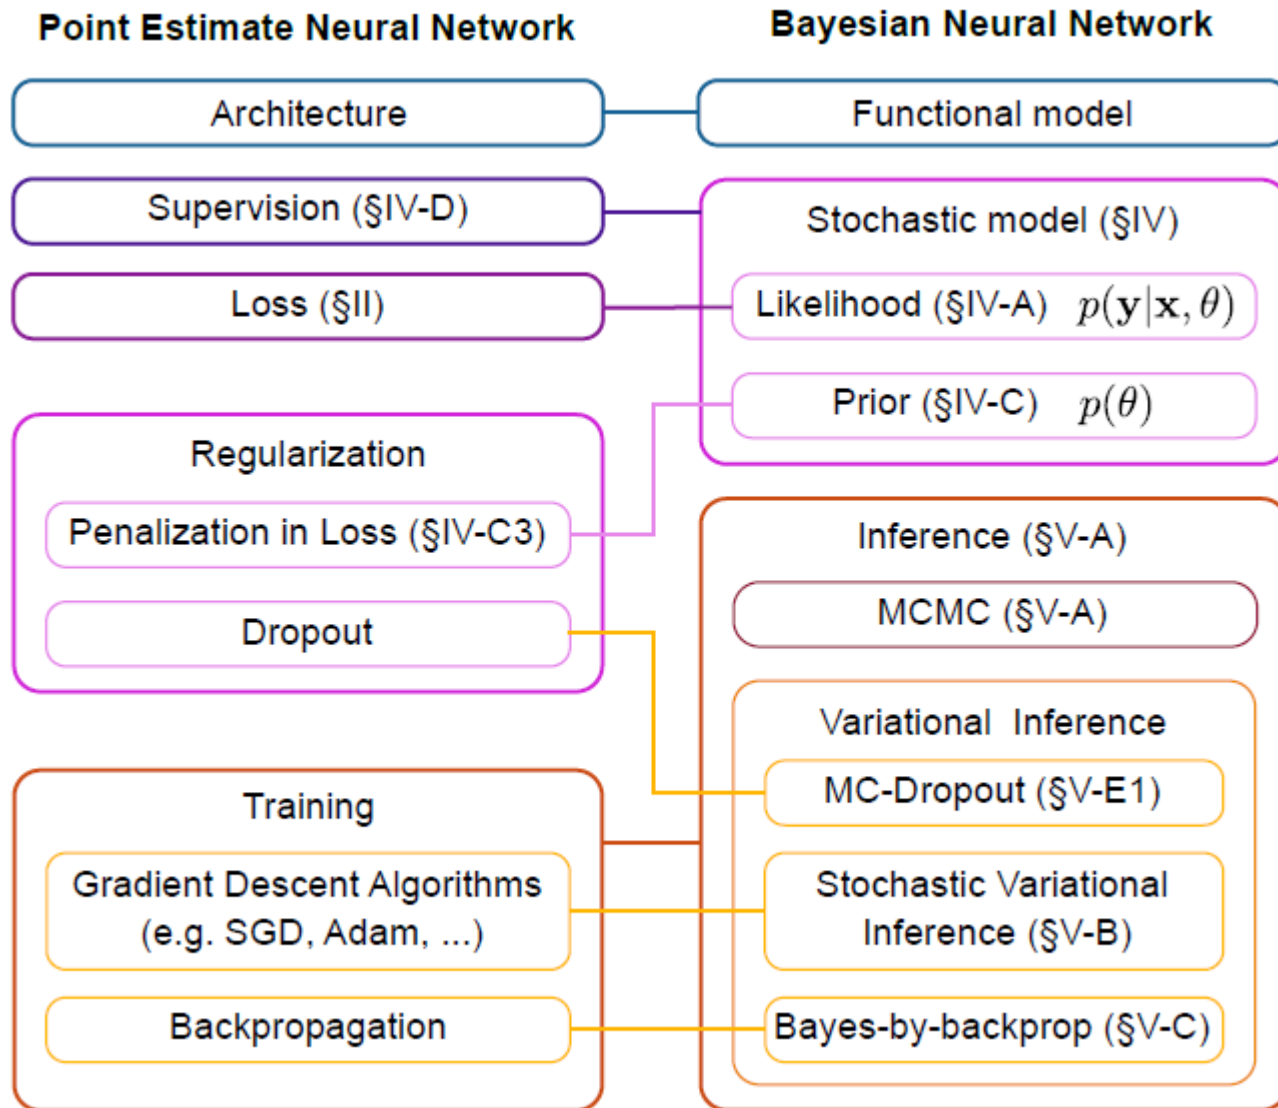 Point Estimate Neural Network
Architecture
Supervision (§IV-D)
Loss (§II)
Regularization
Penalization in Loss (§IV-C3)
Dropout
Training
Gradient Descent Algorithms
(e.g. SGD, Adam, ...)
Backpropagation
Bayesian Neural Network
Functional model
Stochastic model (§IV)
Likelihood (§IV-A) p(y|x, θ)
Prior (§IV-C) p(θ)
Inference (§V-A)
MCMC (§V-A)
Variational Inference
MC-Dropout (§V-E1)
Stochastic Variational
Inference (§V-B)
Bayes-by-backprop (§V-C)